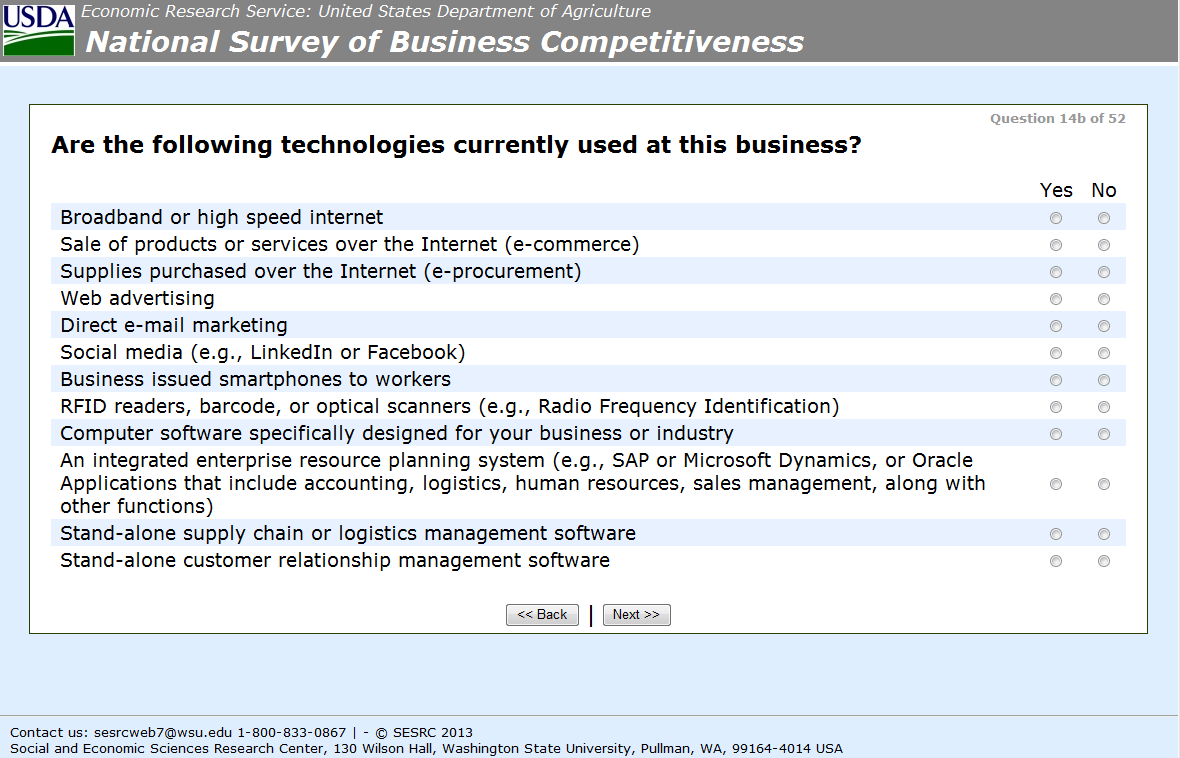 USDA
Economic Research Service: United States Department of Agriculture
National Survey of Business Competitiveness
Question 14b of 52
Are the following technologies currently used at this business?
Yes No
Broadband or high speed internet
Sale of products or services over the Internet (e-commerce)
Supplies purchased over the Internet (e-procurement)
Web advertising
Direct e-mail marketing
Social media (e.g., LinkedIn or Facebook)
Business issued smartphones to workers
RFID readers, barcode, or optical scanners (e.g., Radio Frequency Identification)
Computer software specifically designed for your business or industry
An integrated enterprise resource planning system (e.g., SAP or Microsoft Dynamics, or Oracle
Applications that include accounting, logistics, human resources, sales management, along with
other functions)
Stand-alone supply chain or logistics management software
Stand-alone customer relationship management software
<< Back | Next >>
Contact us: sesrcweb7@wsu.edu 1-800-833-0867 | - © SESRC 2013
Social and Economic Sciences Research Center, 130 Wilson Hall, Washington State University, Pullman, WA, 99164-4014 USA